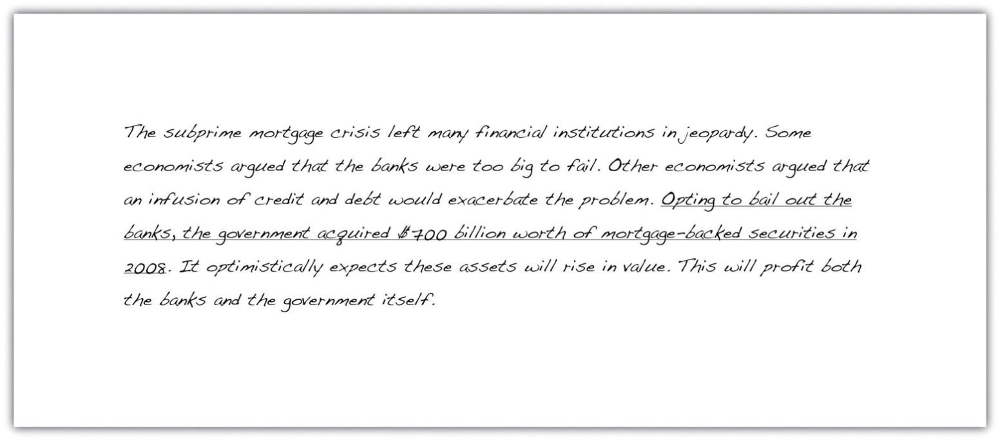 The subprime mortgage crisis left many financial institutions in jeopardy. Some
economists argued that the banks were too big to fail. Other economists argued that
an infusion of credit and debt would exacerbate the problem. Opting to bail out the
banks, the government acquired $700 billion worth of mortgage-backed securities in
2008. It optimistically expects these assets will rise in value. This will profit both
the banks and the government itself.